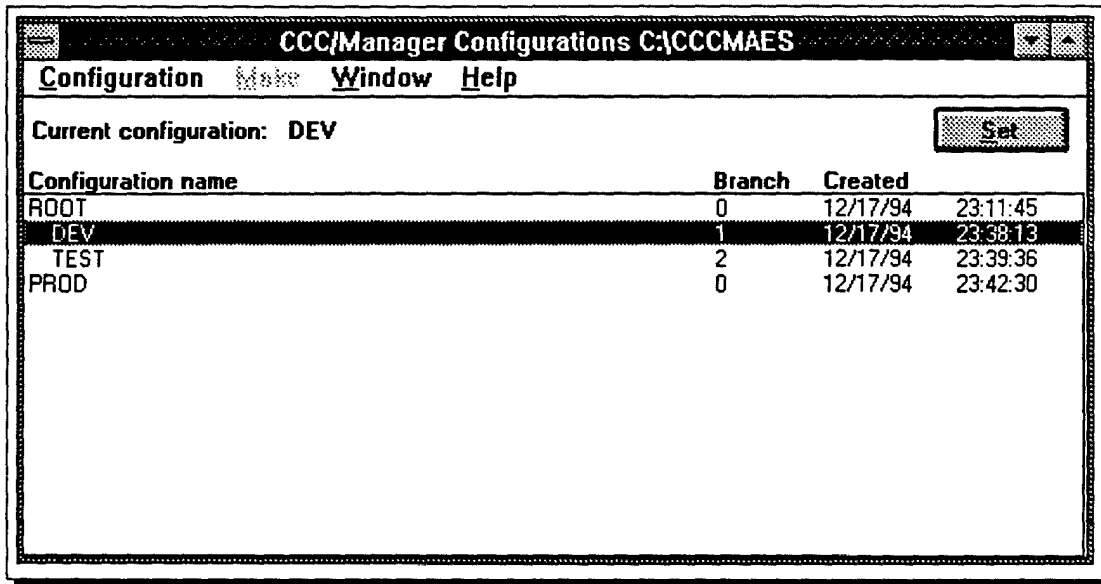 CCC/Manager Configurations C:\CCCMAES
Configuration Make Window Help
Current configuration: DEV Set
Configuration name Branch Created
ROOT 0 12/17/94 23:11:45
DEV 1 12/17/94 23:38:13
TEST 2 12/17/94 23:39:36
PROD 0 12/17/94 23:42:30